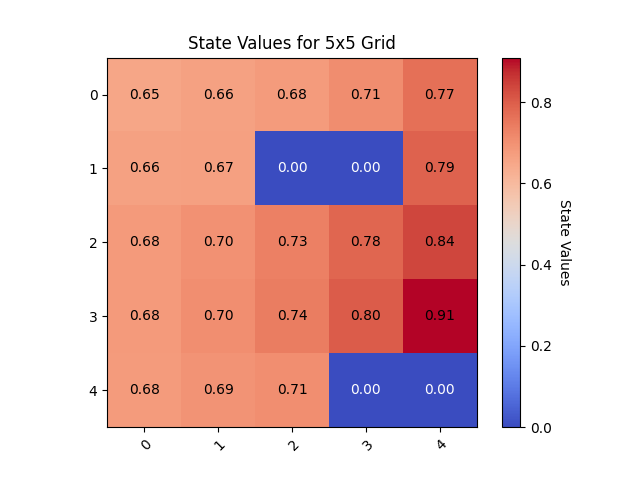 State Values for 5x5 Grid
0 0.65 0.66 0.68 0.71 0.77
1 0.66 0.67 0.00 0.00 0.79
2 0.68 0.70 0.73 0.78 0.84
3 0.68 0.70 0.74 0.80 0.91
4 0.68 0.69 0.71 0.00 0.00
0 1 2 3 4
0.8
0.6
0.4
0.2
0.0
State Values